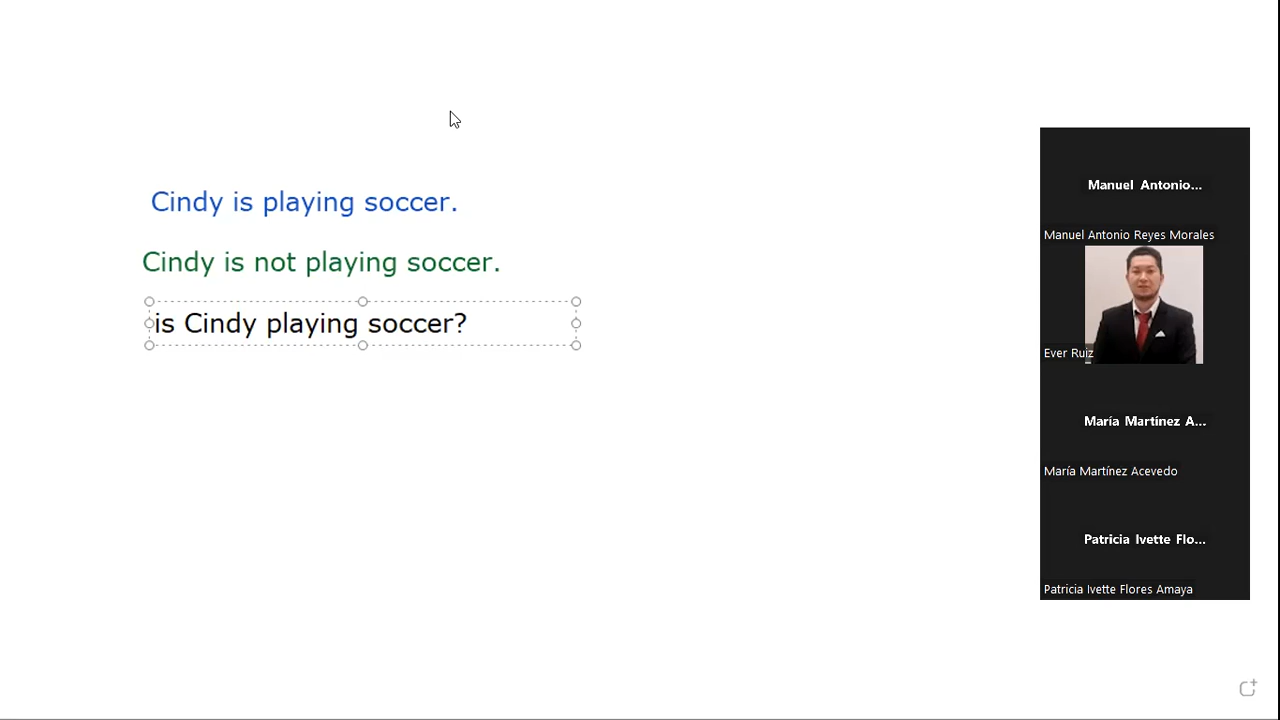 Cindy is playing soccer.
Cindy is not playing soccer.
is Cindy playing soccer?
Manuel Antonio...
Manuel Antonio Reyes Morales
Ever Ruiz
María Martínez A...
María Martínez Acevedo
Patricia Ivette Flo...
Patricia Ivette Flores Amaya